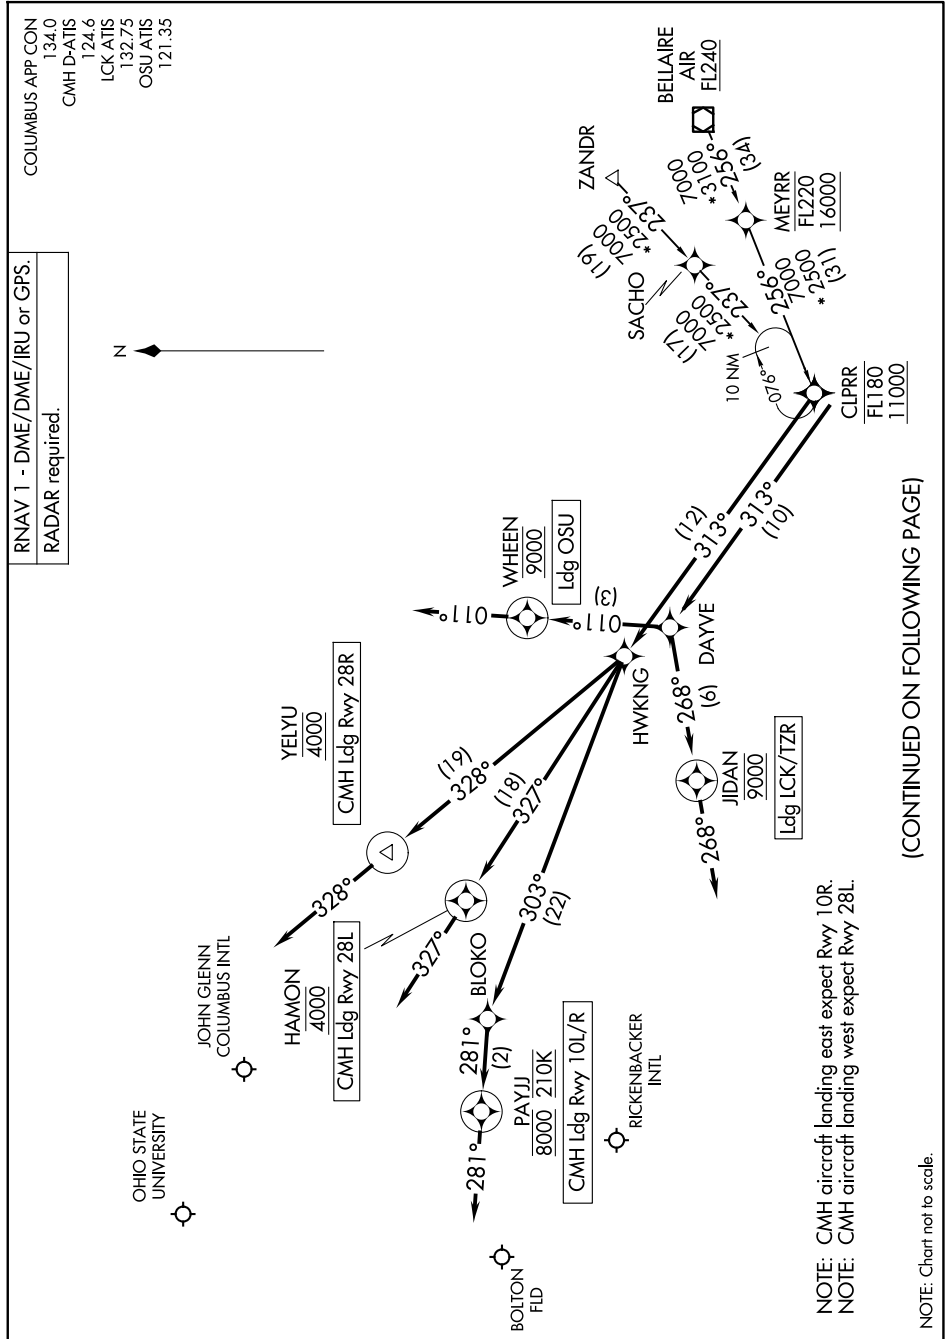 RNAV 1 - DME/DME/IRU or GPS.
RADAR required.
COLUMBUS APP CON
134.0
CMH D-ATIS
124.6
LCK ATIS
132.75
OSU ATIS
121.35
N
OHIO STATE
UNIVERSITY
JOHN GLENN
COLUMBUS INTL
YELYU
4000
CMH Ldg Rwy 28R
328°
328°
(19)
HAMON
4000
CMH Ldg Rwy 28L
327°
327°
(18)
BLOKO
303°
(22)
281°
(2)
281°
PAYJJ
8000 210K
CMH Ldg Rwy 10L/R
BOLTON
FLD
RICKENBACKER
INTL
WHEEN
9000
Ldg OSU
011°
011°
(3)
HWKNG
DAYVE
268°
(6)
268°
JIDAN
9000
Ldg LCK/TZR
(12)
313°
313°
(10)
ZANDR
(19)
7000
*2500
237°
SACHO
(17)
7000
*2500
237°
10 NM
076°
BELLAIRE
AIR
FL240
7000
*3100
256°
(34)
MEYRR
FL220
16000
256°
7000
*2500
(31)
CLPRR
FL180
11000
NOTE: CMH aircraft landing east expect Rwy 10R.
NOTE: CMH aircraft landing west expect Rwy 28L.
(CONTINUED ON FOLLOWING PAGE)
NOTE: Chart not to scale.